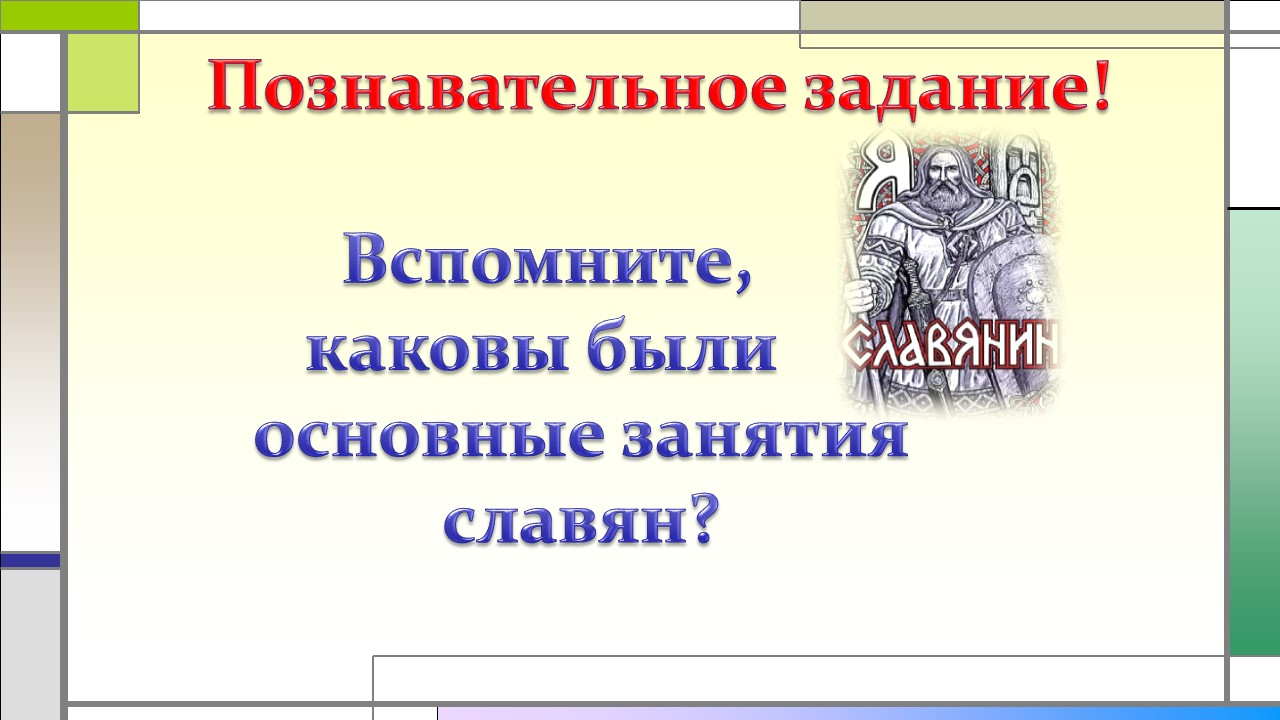 Познавательное задание!
Я
СЛАВЯНИН
Вспомните,
каковы были
основные занятия
славян?